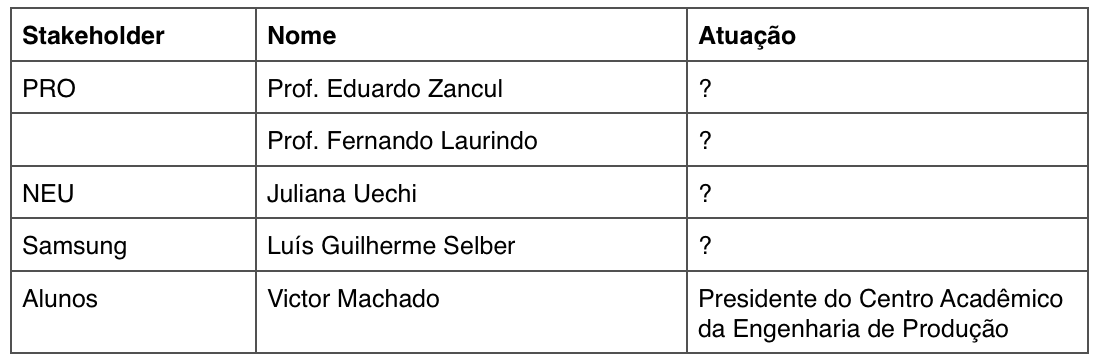 Stakeholder Nome Atuação
PRO Prof. Eduardo Zancul ?
Prof. Fernando Laurindo ?
NEU Juliana Uechi ?
Samsung Luís Guilherme Selber ?
Alunos Victor Machado Presidente do Centro Acadêmico
da Engenharia de Produção